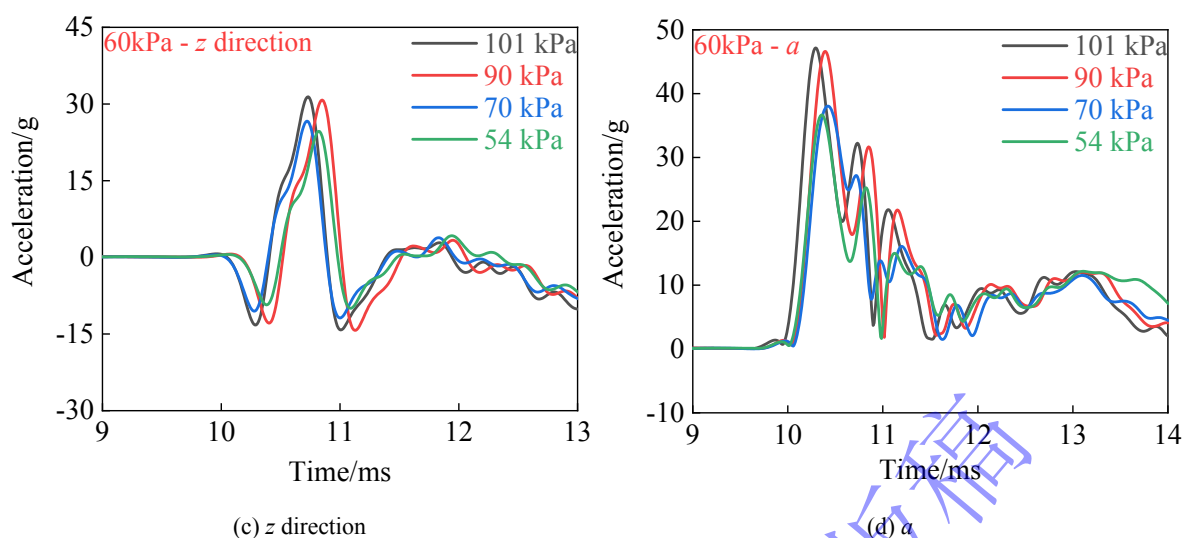 45
30
15
0
-15
-30
Acceleration/g
60kPa - z direction
101 kPa
90 kPa
70 kPa
54 kPa
9
10
11
12
13
Time/ms
(c) z direction
50
40
30
20
10
0
-10
Acceleration/g
60kPa - a
101 kPa
90 kPa
70 kPa
54 kPa
9
10
11
12
13
14
Time/ms
(d) a
稿